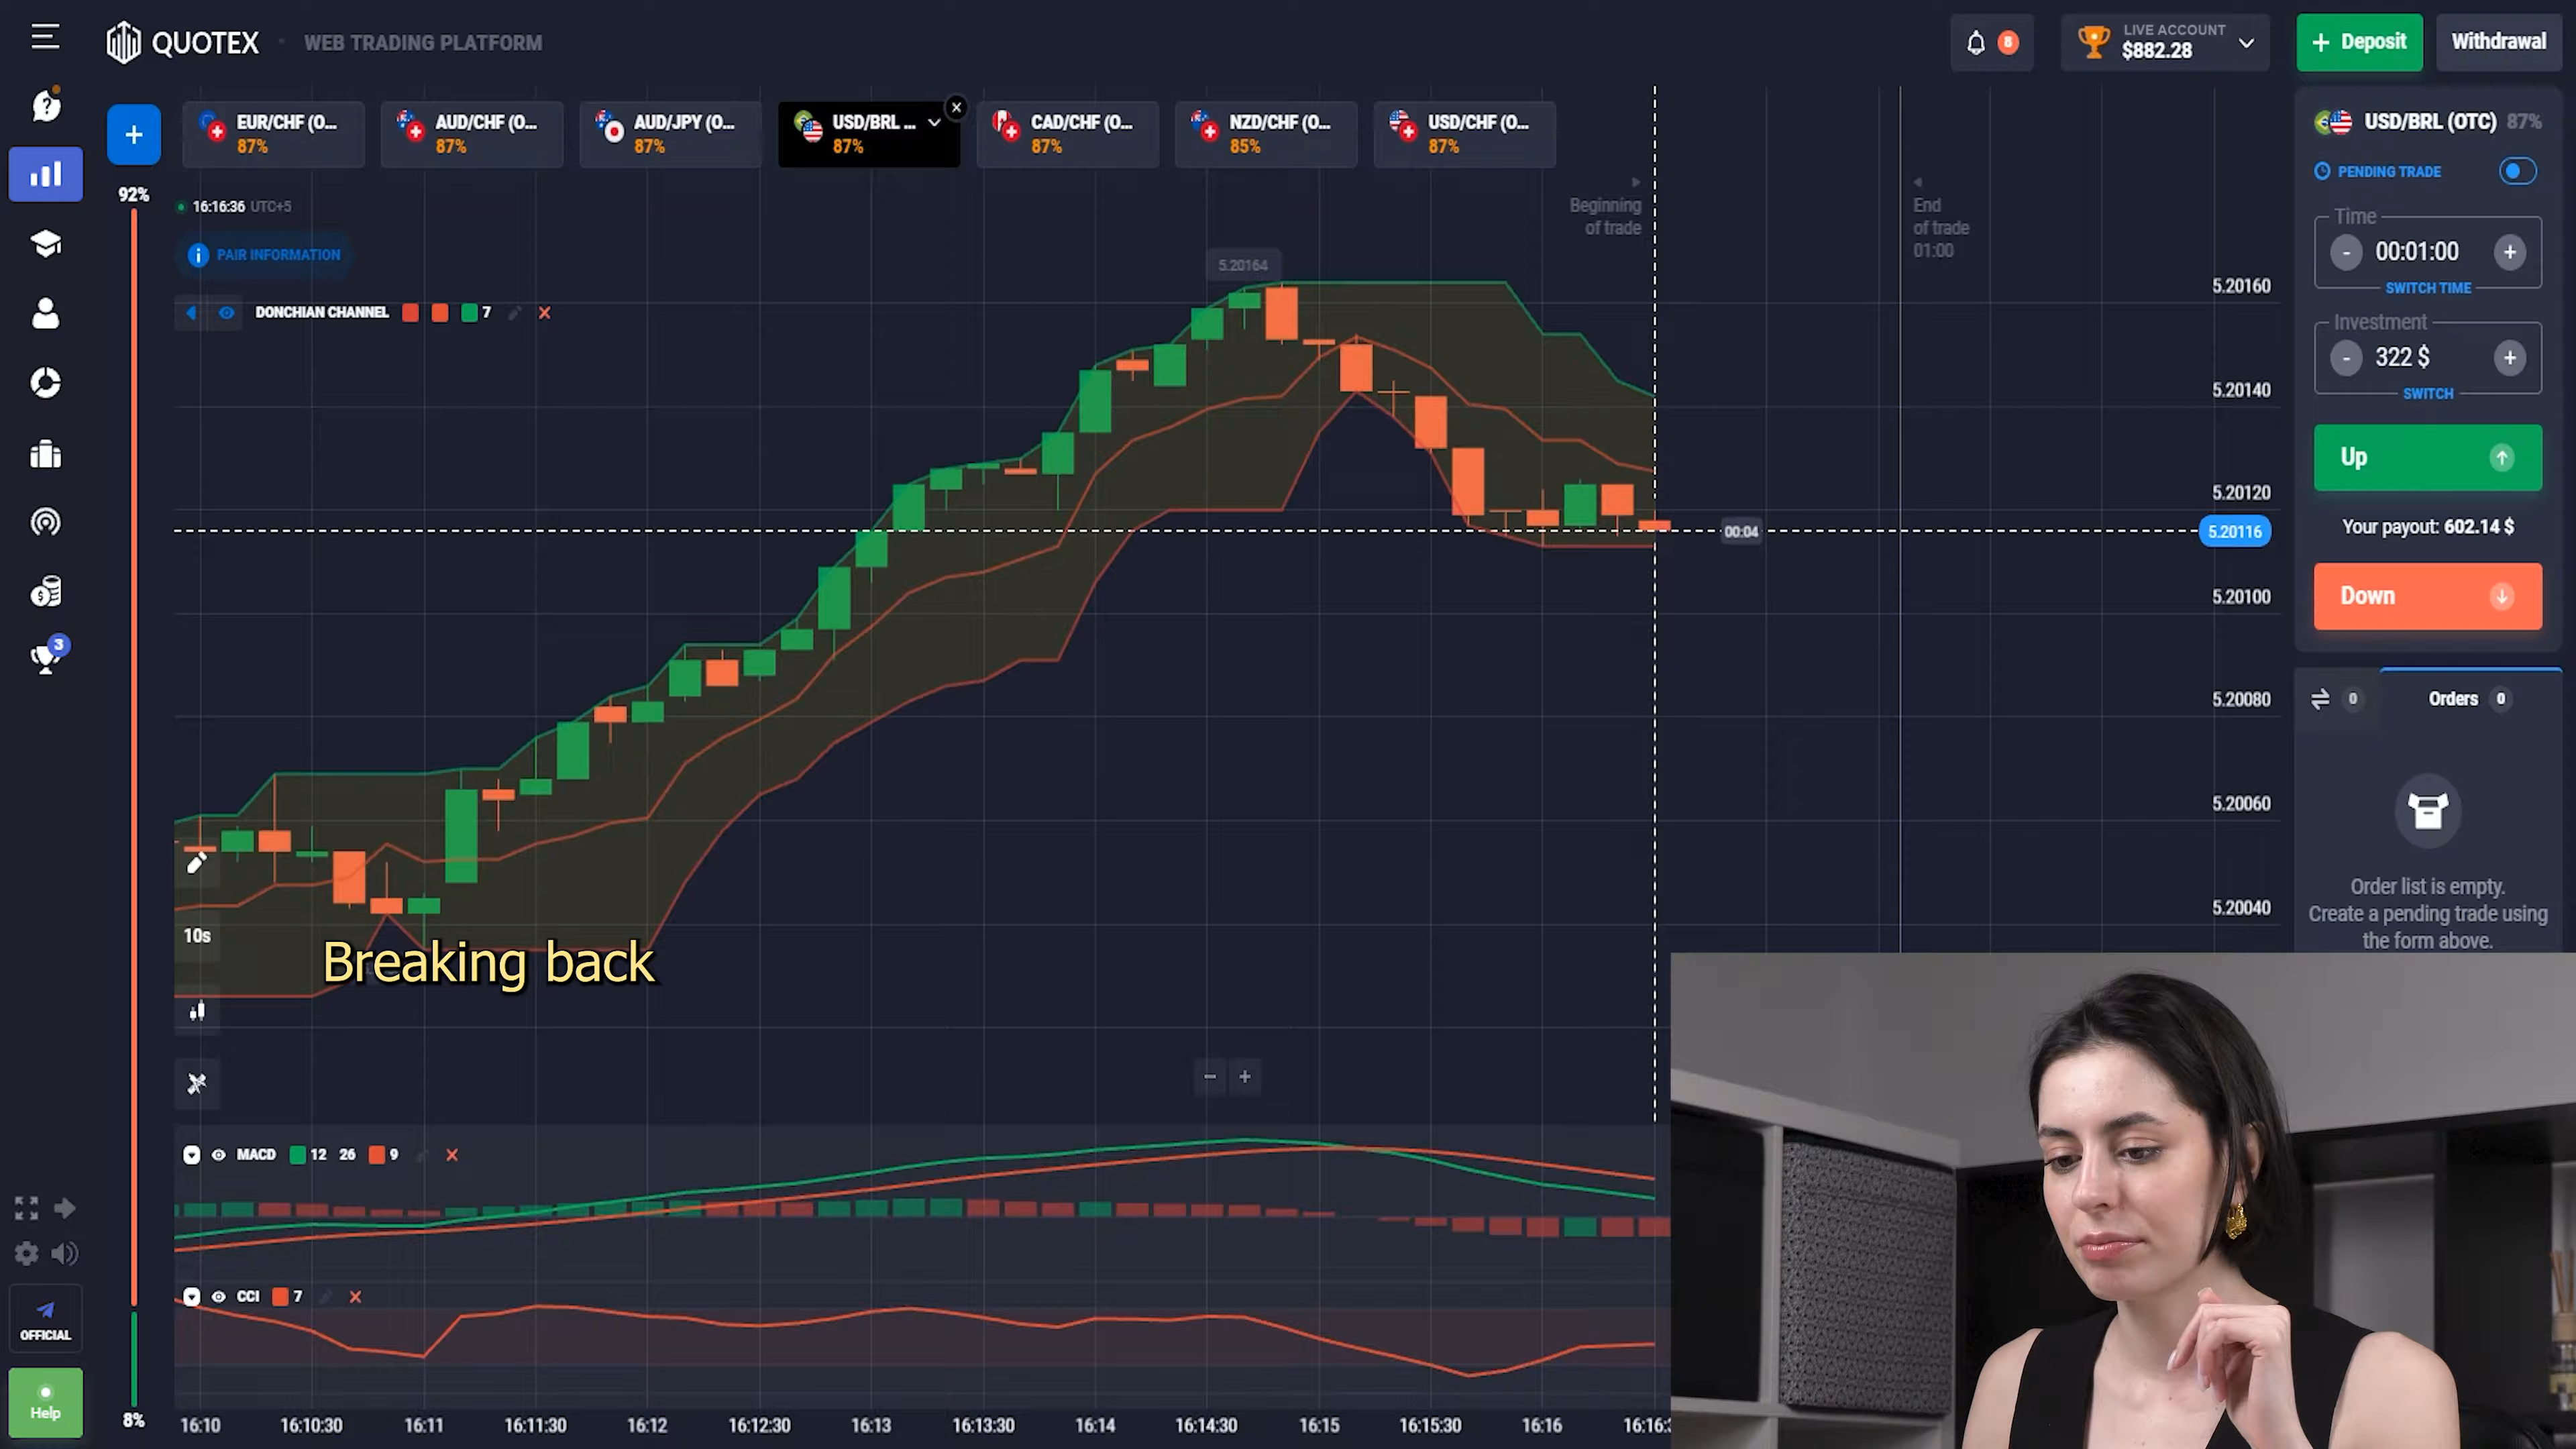 QUOTEX
WEB TRADING PLATFORM
8
LIVE ACCOUNT
$882.28
+ Deposit
Withdrawal
+
EUR/CHF (O...
87%
AUD/CHF (O...
87%
AUD/JPY (O...
87%
USD/BRL ...
87%
CAD/CHF (O...
87%
NZD/CHF (O...
85%
USD/CHF (O...
87%
92%
16:16:36 UTC+5
PAIR INFORMATION
DONCHIAN CHANNEL 7
5.20164
Beginning
of trade
End
of trade
01:00
5.20160
5.20140
5.20120
00:04
5.20116
5.20100
5.20080
5.20060
5.20040
USD/BRL (OTC) 87%
PENDING TRADE
Time
- 00:01:00 +
SWITCH TIME
Investment
- 322 $ +
SWITCH
Up
Your payout: 602.14 $
Down
0
Orders 0
Order list is empty.
Create a pending trade using
the form above.
3
10s
Breaking back
MACD 12 26 9
CCI 7
OFFICIAL
Help
8%
16:10
16:10:30
16:11
16:11:30
16:12
16:12:30
16:13
16:13:30
16:14
16:14:30
16:15
16:15:30
16:16